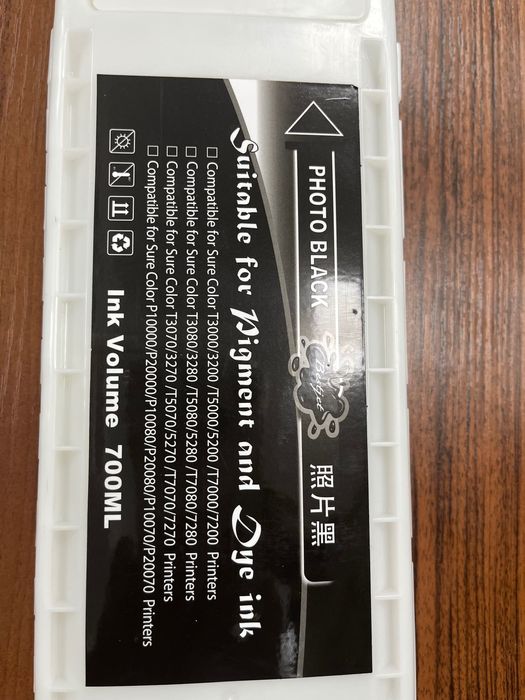 PHOTO BLACK
照片黑
Suitable for Pigment and Dye ink
□ Compatible for Sure Color T3000/3200 /T5000/5200 /T7000/7200 Printers
□ Compatible for Sure Color T3080/3280 /T5080/5280 /T7080/7280 Printers
□ Compatible for Sure Color T3070/3270 /T5070/5270 /T7070/7270 Printers
□ Compatible for Sure Color P10000/P20000/P10080/P20080/P10070/P20070 Printers
Ink Volume 700ML